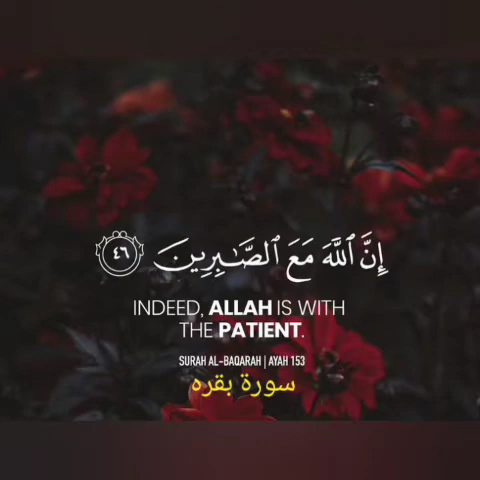 إِنَّ ٱللَّهَ مَعَ ٱلصَّـٰبِرِينَ ٤٦
INDEED, ALLAH IS WITH
THE PATIENT.
SURAH AL-BAQARAH | AYAH 153
سورة بقره